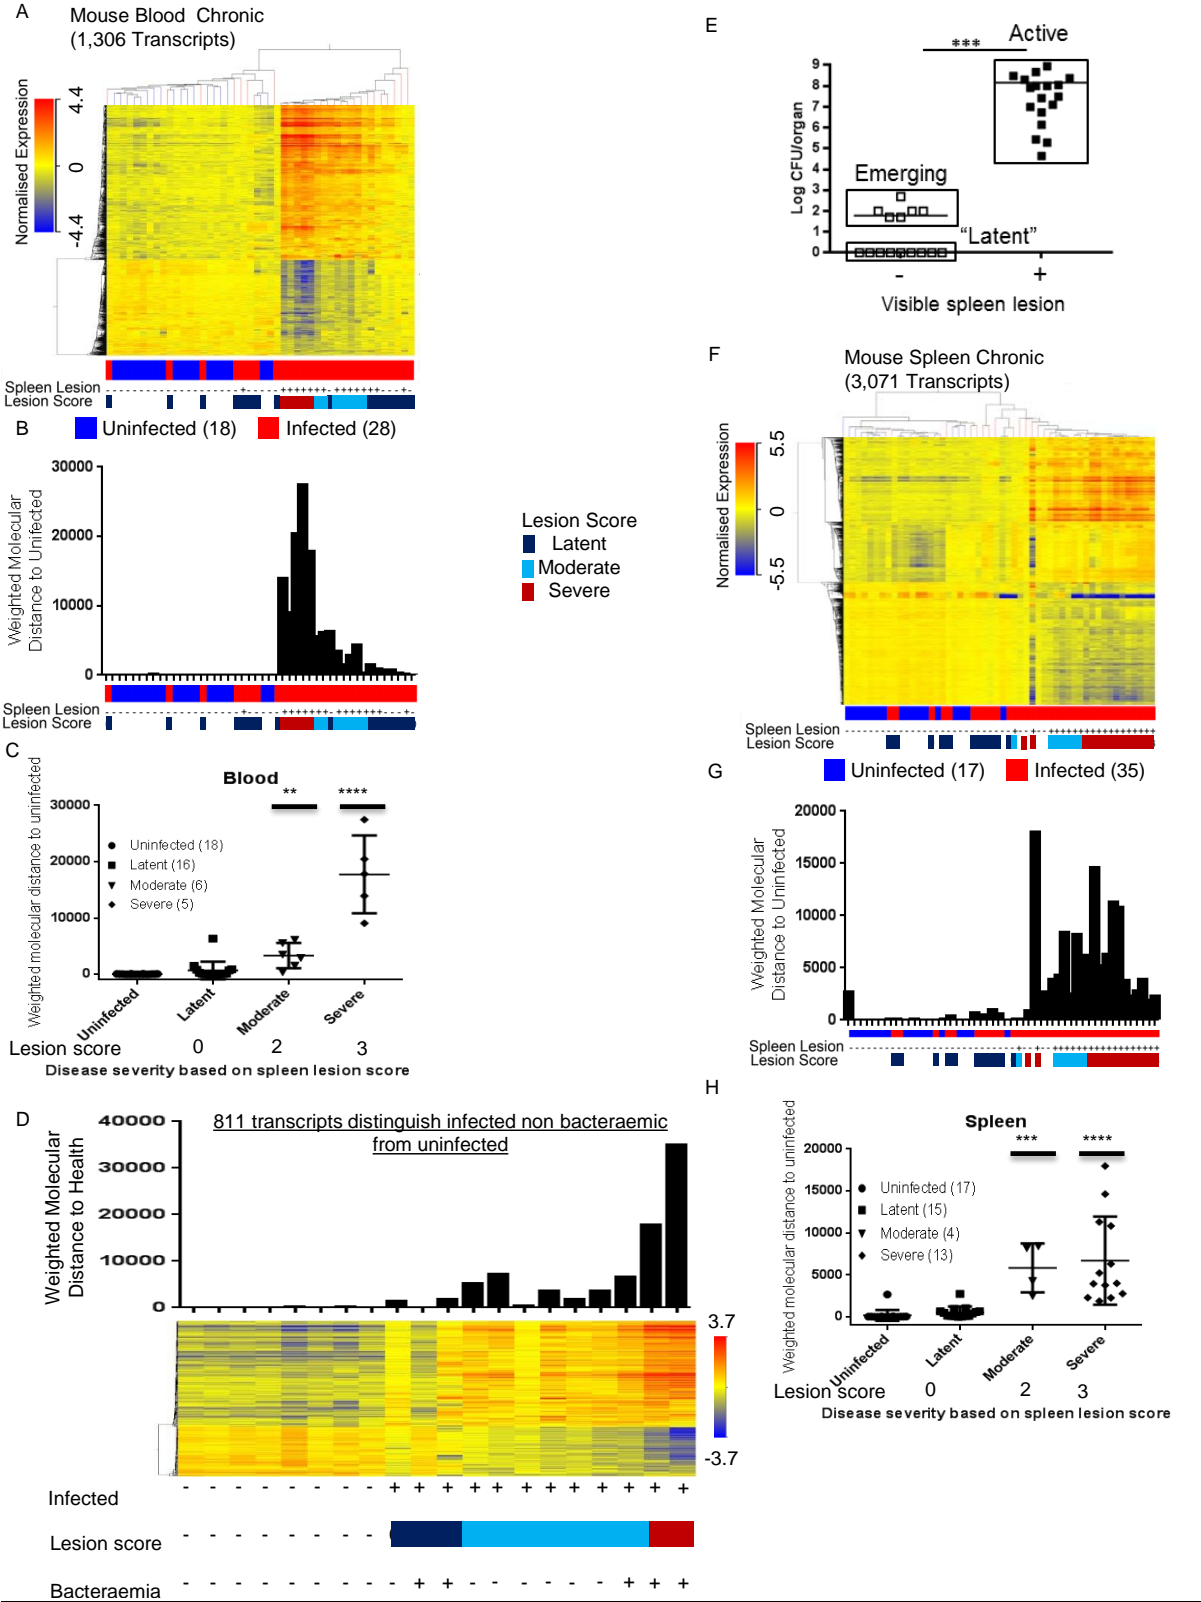 A
Mouse Blood Chronic
(1,306 Transcripts)
Normalised Expression
4.4
0
-4.4
Spleen Lesion
Lesion Score
Uninfected (18)
Infected (28)
B
Weighted Molecular
Distance to Unifected
30000
20000
10000
0
Spleen Lesion
Lesion Score
Lesion Score
Latent
Moderate
Severe
C
Blood
Weighted molecular distance to uninfected
30000
20000
10000
0
Uninfected (18)
Latent (16)
Moderate (6)
Severe (5)
**
****
Uninfected
Latent
Moderate
Severe
Lesion score 0 2 3
Disease severity based on spleen lesion score
D
811 transcripts distinguish infected non bacteraemic
from uninfected
Weighted Molecular
Distance to Health
40000
30000
20000
10000
0
3.7
-3.7
Infected - - - - - - - - + + + + + + + + + + + +
Lesion score - - - - - - - -
Bacteraemia - - - - - - - - - + + - - - - - - + + +
E
***
Active
Log CFU/organ
9
8
7
6
5
4
3
2
1
0
Emerging
“Latent”
- +
Visible spleen lesion
F
Mouse Spleen Chronic
(3,071 Transcripts)
Normalised Expression
5.5
0
-5.5
Spleen Lesion
Lesion Score
Uninfected (17)
Infected (35)
G
Weighted Molecular
Distance to Uninfected
20000
15000
10000
5000
0
Spleen Lesion
Lesion Score
H
Spleen
Weighted molecular distance to uninfected
20000
15000
10000
5000
0
Uninfected (17)
Latent (15)
Moderate (4)
Severe (13)
***
****
Uninfected
Latent
Moderate
Severe
Lesion score 0 2 3
Disease severity based on spleen lesion score